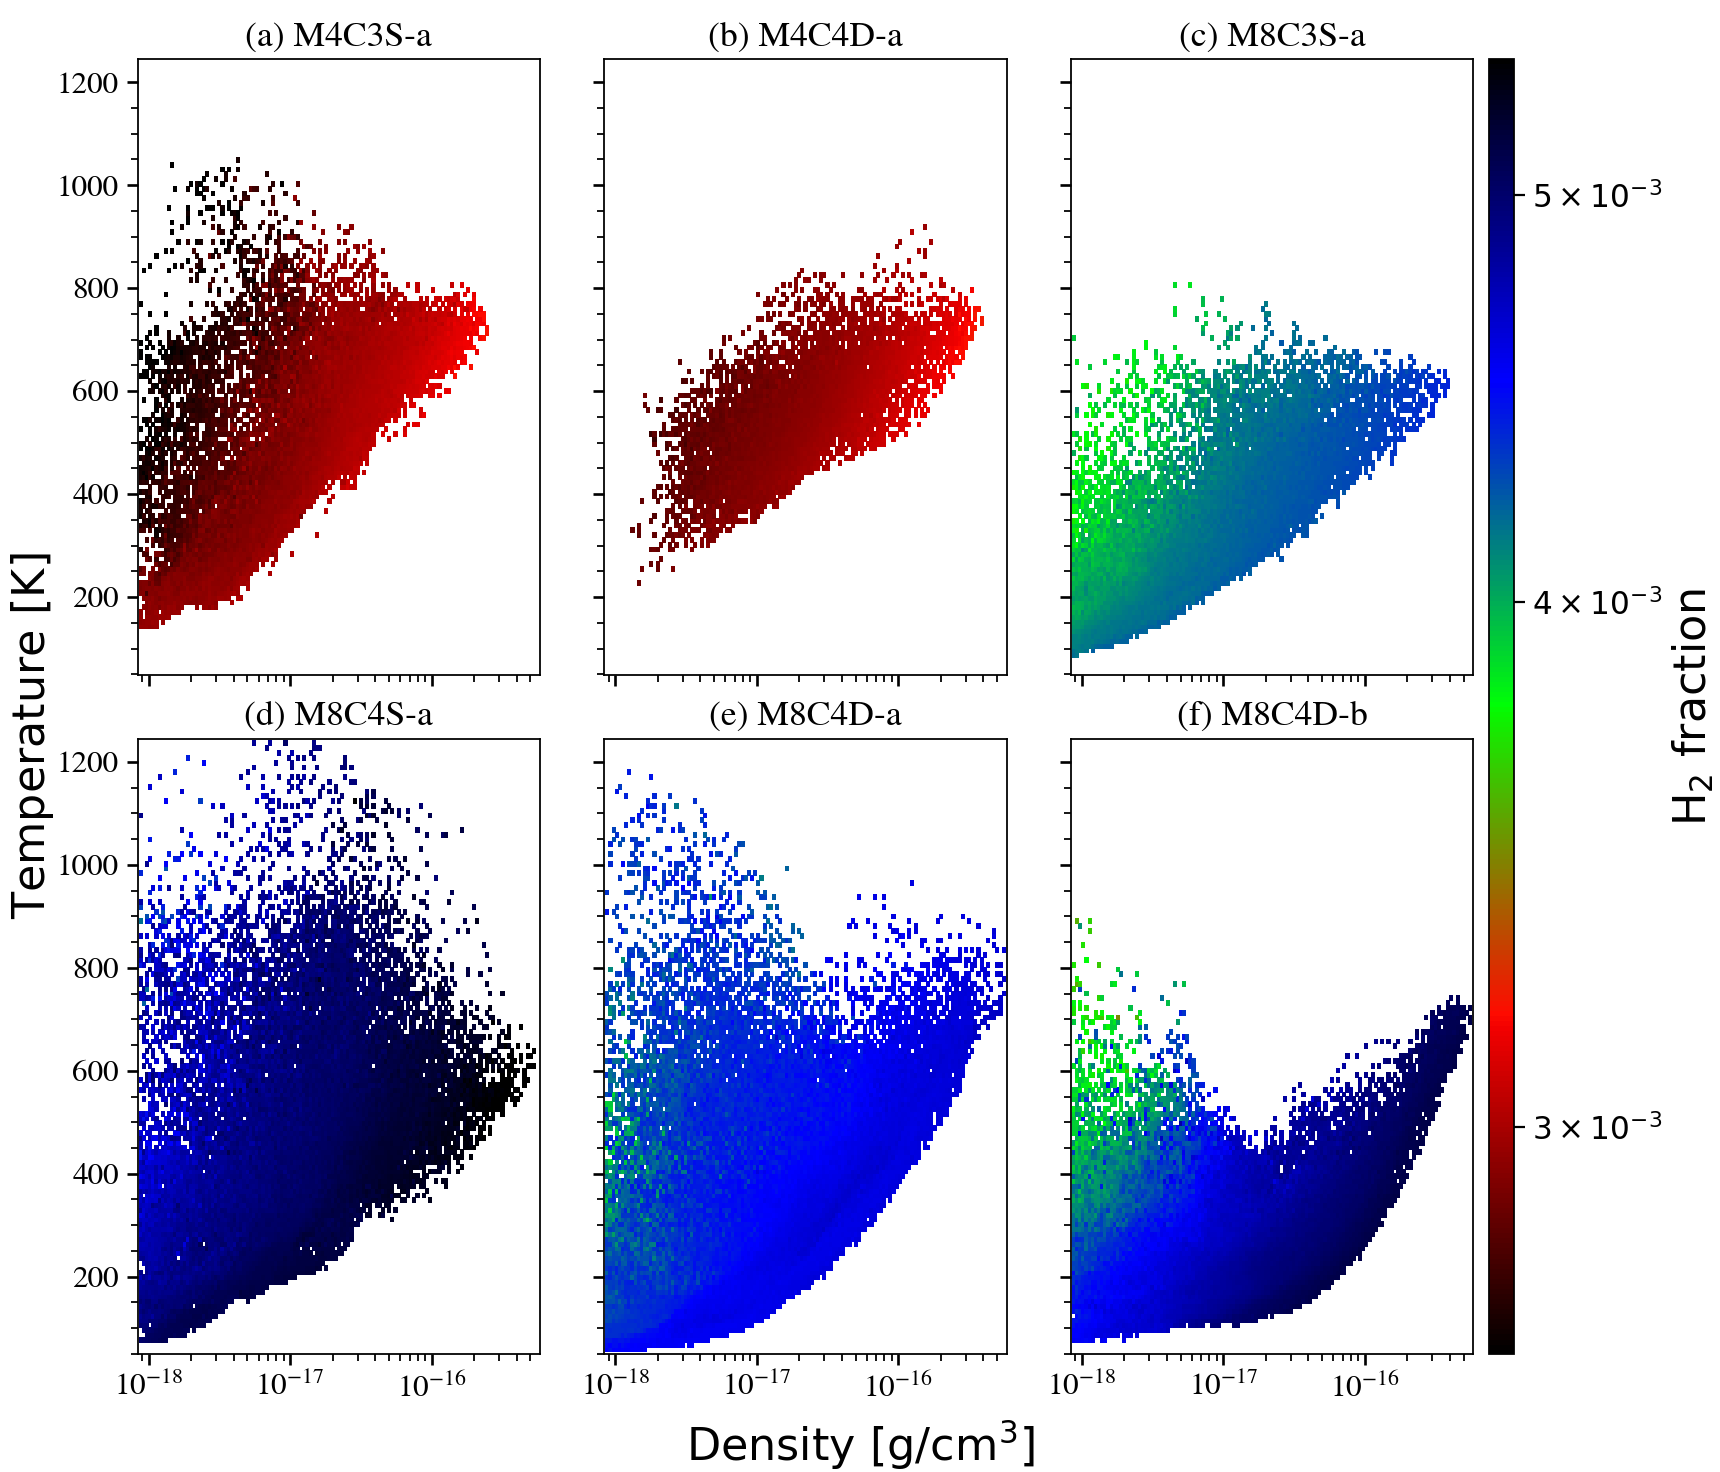 (a) M4C3S-a
(b) M4C4D-a
(c) M8C3S-a
1200
1000
800
600
400
200
(d) M8C4S-a
(e) M8C4D-a
(f) M8C4D-b
1200
1000
800
600
400
200
10⁻¹⁸ 10⁻¹⁷ 10⁻¹⁶
10⁻¹⁸ 10⁻¹⁷ 10⁻¹⁶
10⁻¹⁸ 10⁻¹⁷ 10⁻¹⁶
Temperature [K]
Density [g/cm³]
5 × 10⁻³
4 × 10⁻³
3 × 10⁻³
H₂ fraction